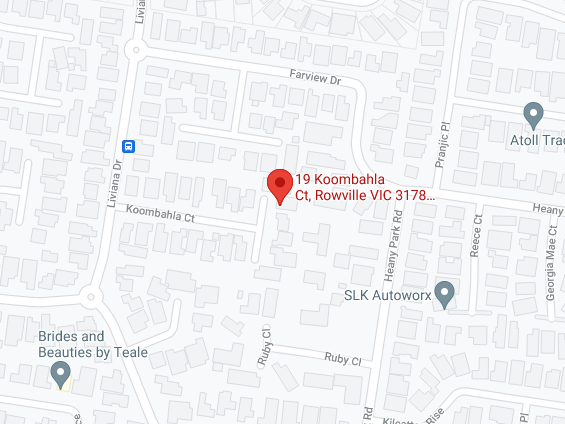 Liviana
Farview Dr
Atoll Trac
Pranjic Pl
19 Koombahla
Ct, Rowville VIC 3178...
Liviana Dr
Koombahla Ct
Heany
Heany Park Rd
Reece Ct
Georgia Mae Ct
SLK Autoworx
Brides and
Beauties by Teale
Ruby Cl
Ruby Cl
Rd
Rise
Pl